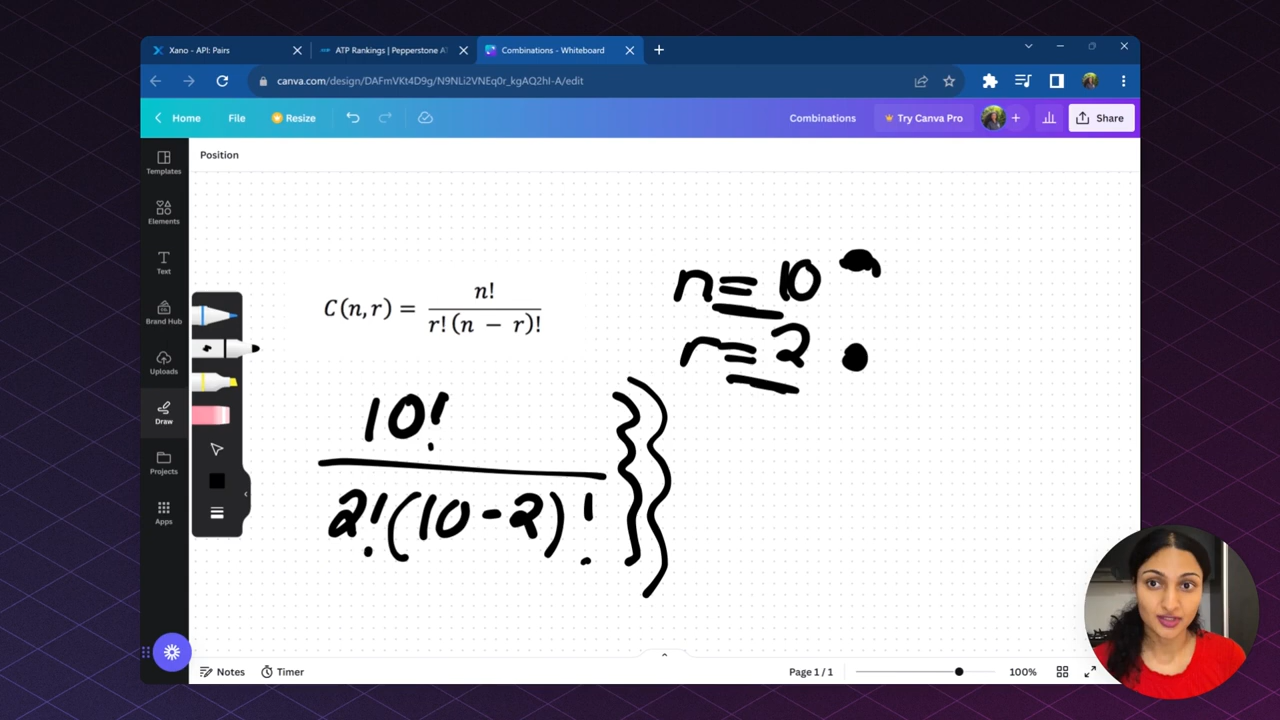 Xano - API: Pairs
ATP Rankings | Pepperstone A
Combinations - Whiteboard
canva.com/design/DAFmVKt4D9g/N9NLi2VNEq0r_kgAQ2hI-A/edit
Home File Resize Combinations Try Canva Pro Share
Position
Templates
Elements
Text
Brand Hub
Uploads
Draw
Projects
Apps
n = 10
r = 2
C(n,r) = n! / r!(n − r)!
10!
2!(10-2)!
Notes Timer Page 1 / 1 100%